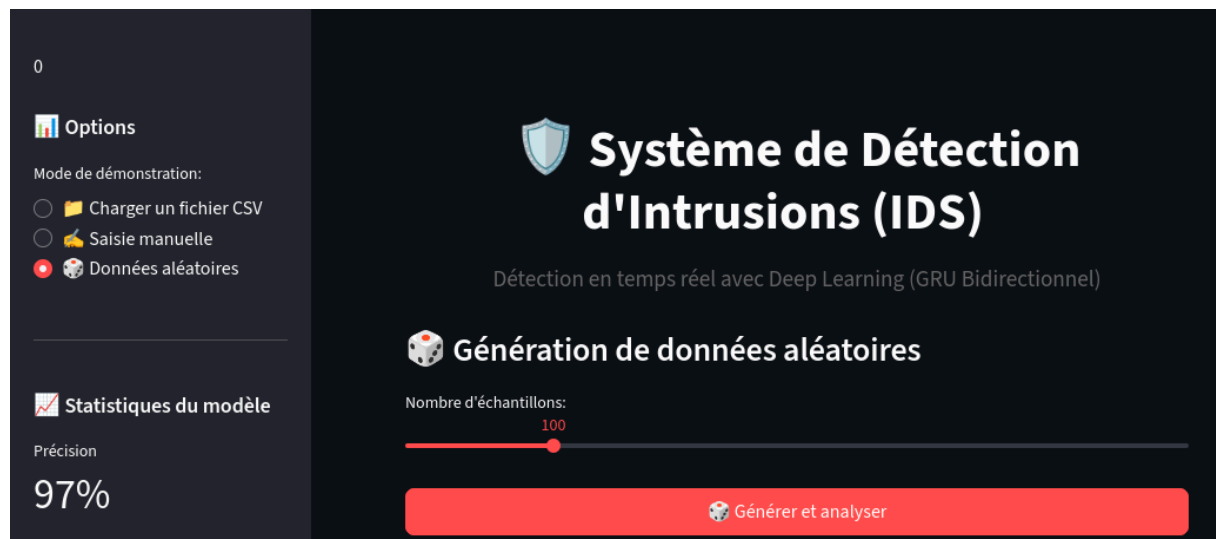 0
📊 Options
Mode de démonstration:
📁 Charger un fichier CSV
✍️ Saisie manuelle
🎲 Données aléatoires
📈 Statistiques du modèle
Précision
97%
🛡️ Système de Détection
d'Intrusions (IDS)
Détection en temps réel avec Deep Learning (GRU Bidirectionnel)
🎲 Génération de données aléatoires
Nombre d'échantillons:
100
🎲 Générer et analyser